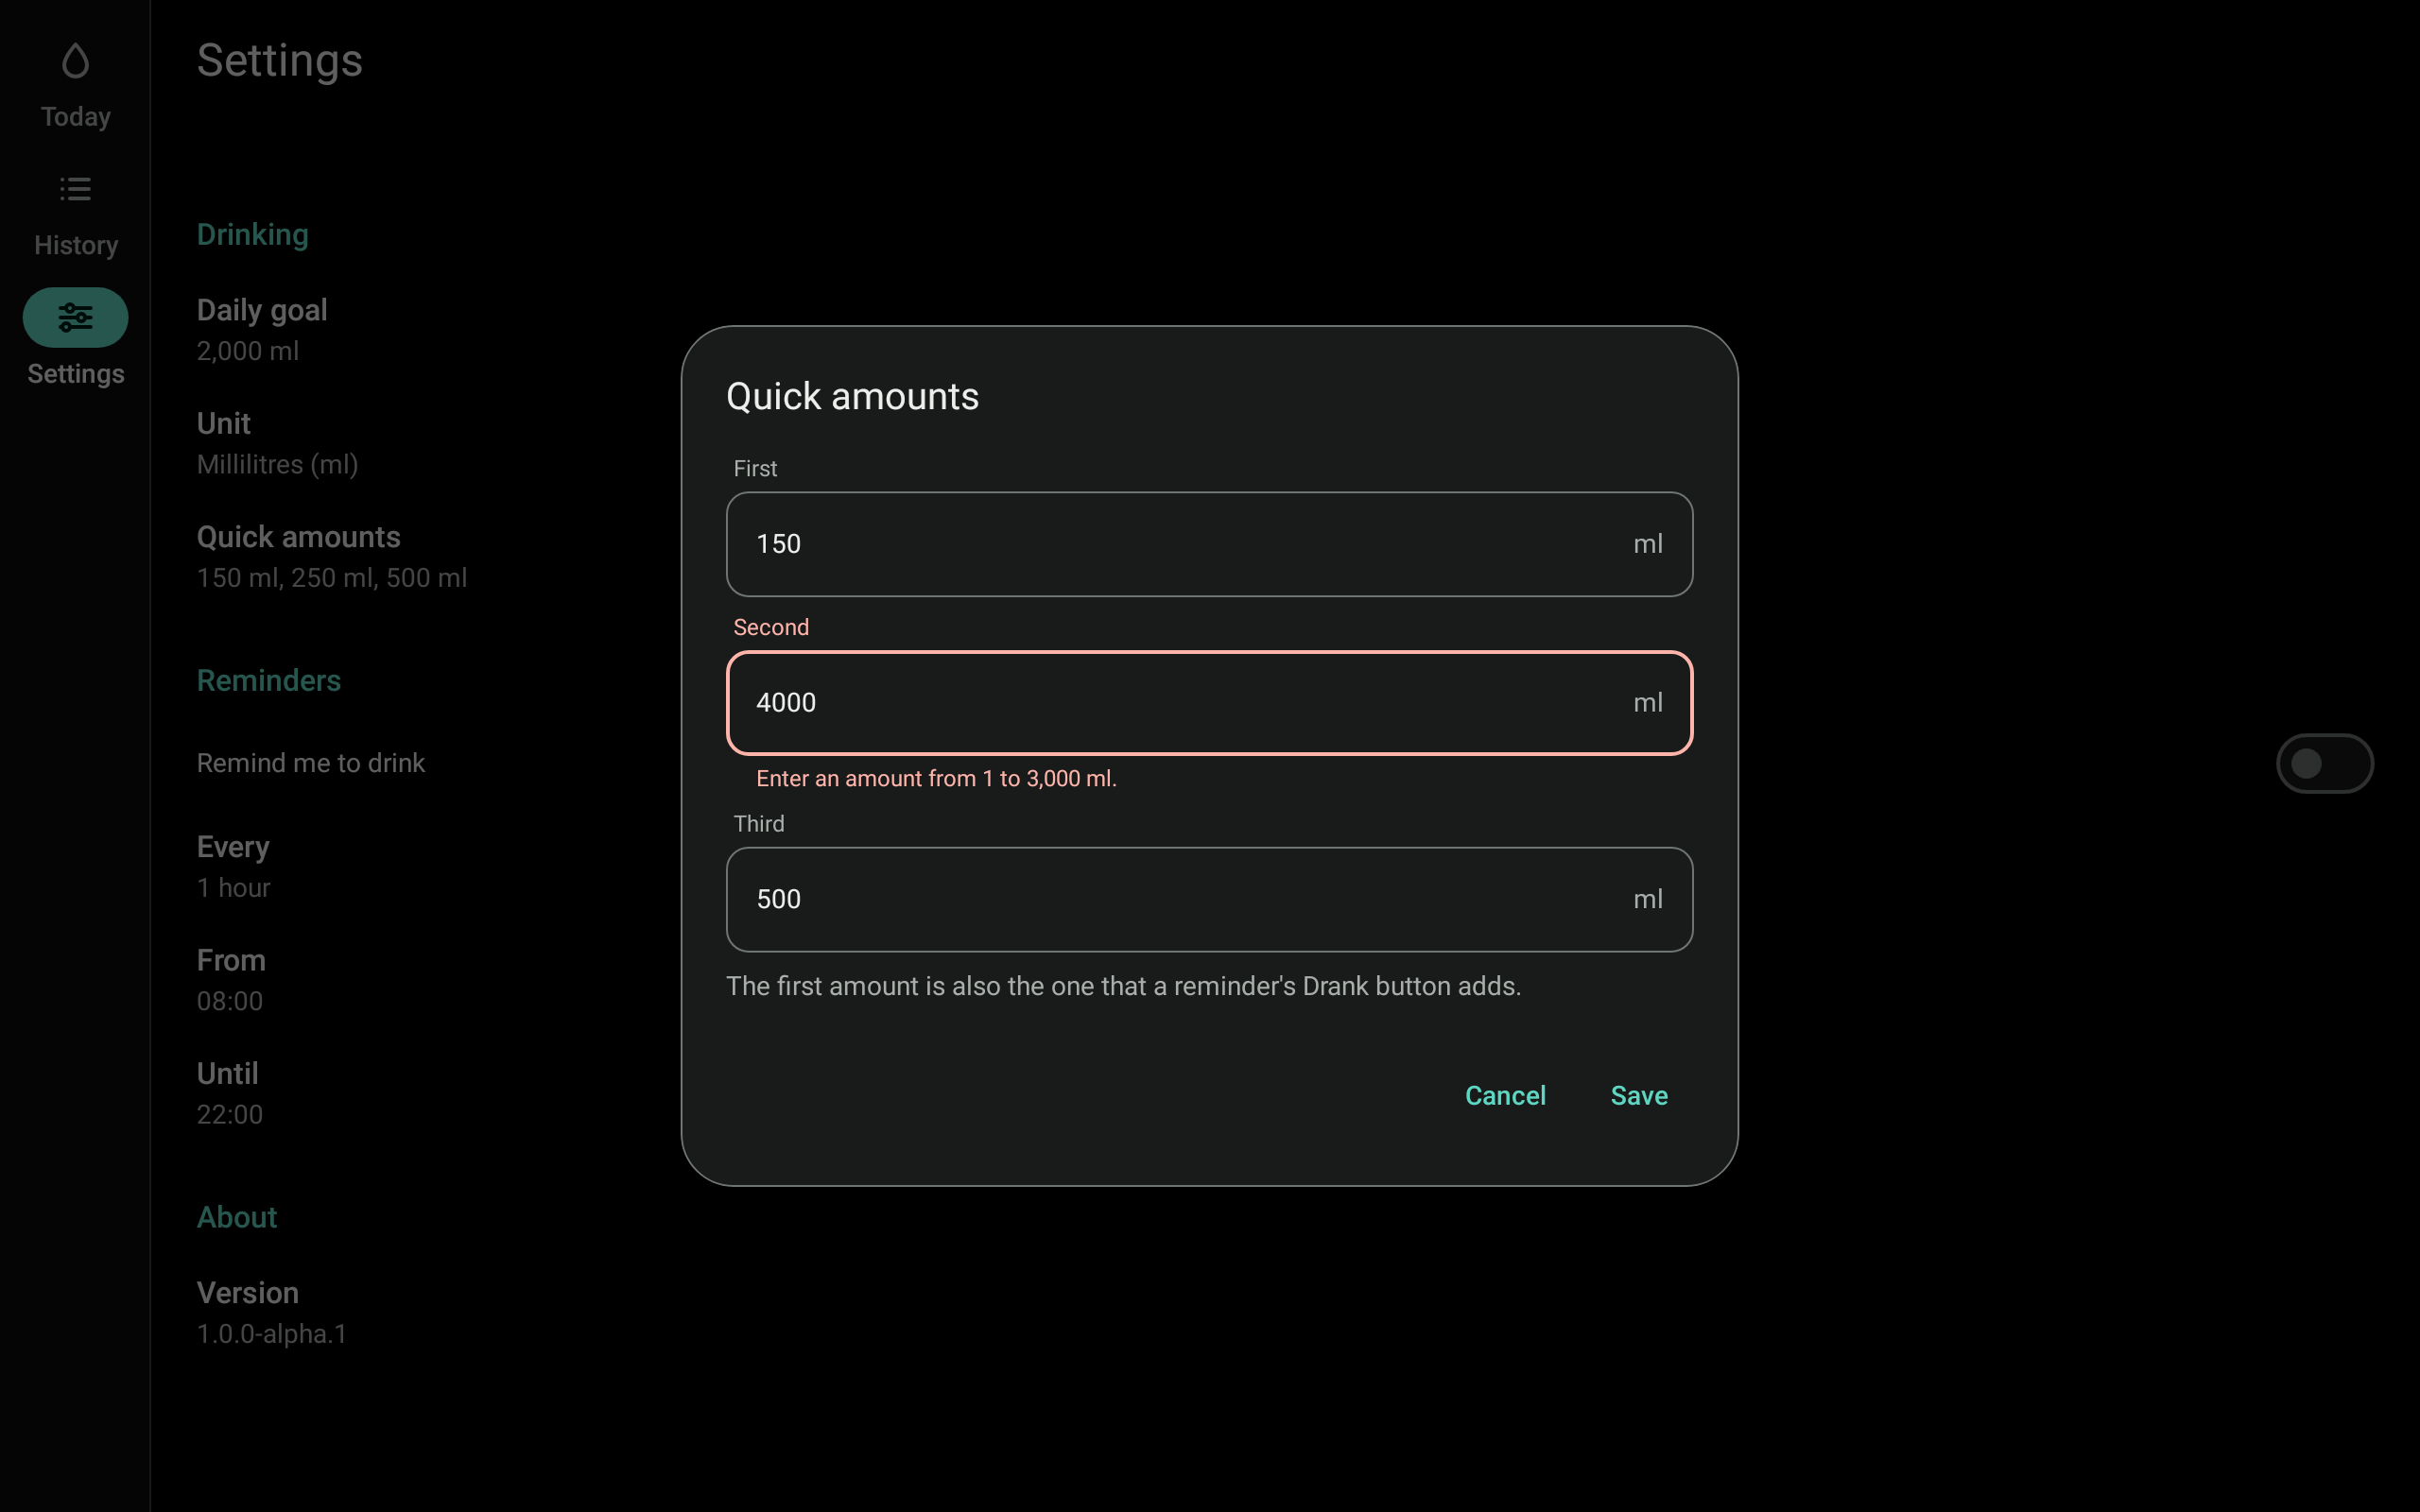 Today
History
Settings
Settings
Drinking
Daily goal
2,000 ml
Unit
Millilitres (ml)
Quick amounts
150 ml, 250 ml, 500 ml
Reminders
Remind me to drink
Every
1 hour
From
08:00
Until
22:00
About
Version
1.0.0-alpha.1
Quick amounts
First
150 ml
Second
4000 ml
Enter an amount from 1 to 3,000 ml.
Third
500 ml
The first amount is also the one that a reminder's Drank button adds.
Cancel Save